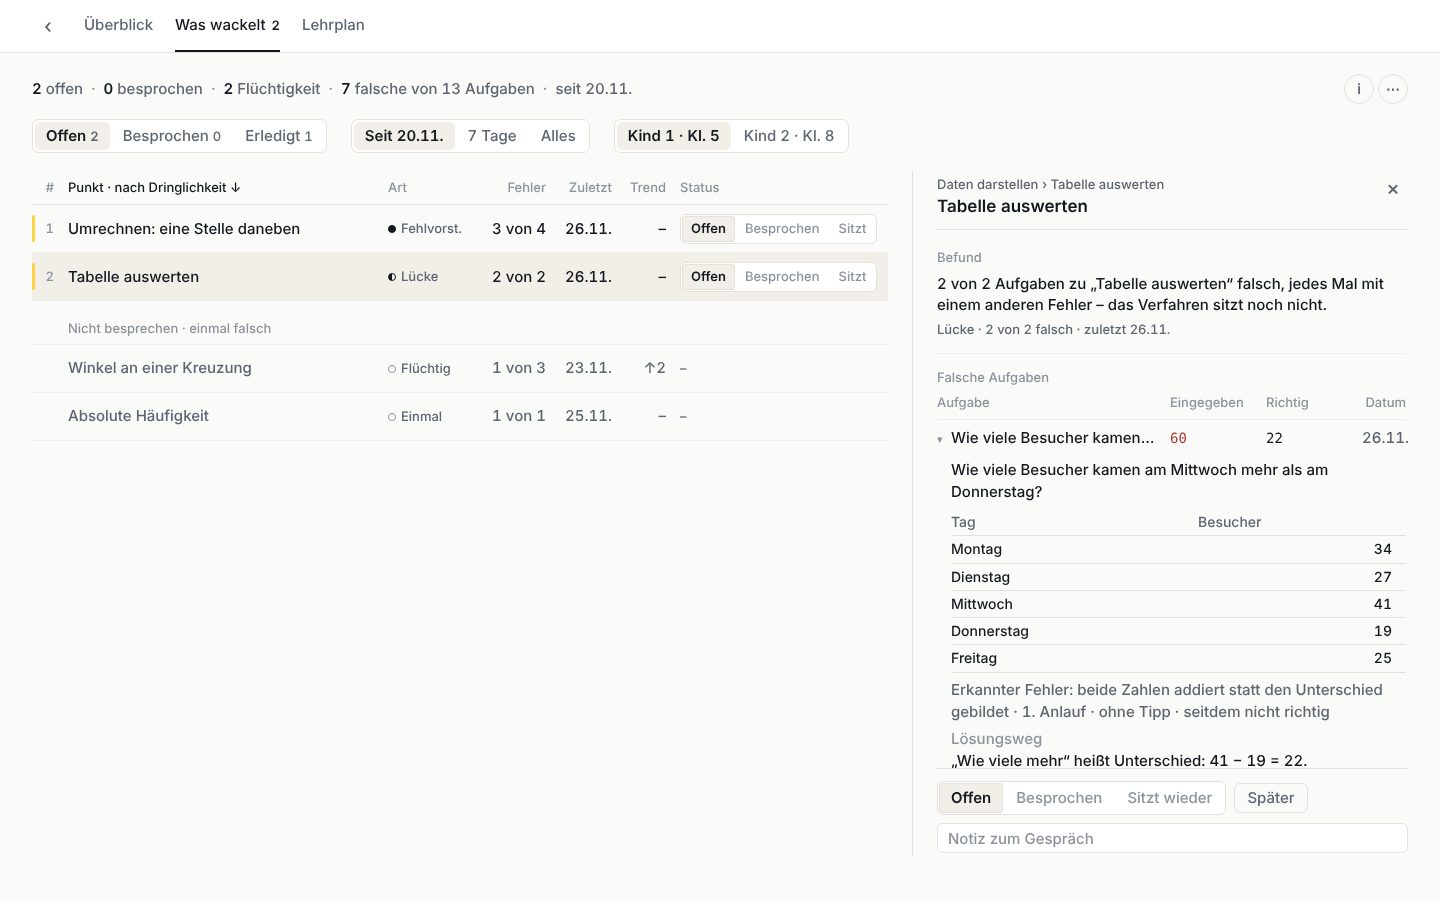 ‹ Überblick Was wackelt 2 Lehrplan
2 offen · 0 besprochen · 2 Flüchtigkeit · 7 falsche von 13 Aufgaben · seit 20.11.
i ···
Offen 2 Besprochen 0 Erledigt 1 Seit 20.11. 7 Tage Alles Kind 1 · Kl. 5 Kind 2 · Kl. 8
# Punkt · nach Dringlichkeit ↓ Art Fehler Zuletzt Trend Status
1 Umrechnen: eine Stelle daneben Fehlvorst. 3 von 4 26.11. – Offen Besprochen Sitzt
2 Tabelle auswerten Lücke 2 von 2 26.11. – Offen Besprochen Sitzt
Nicht besprechen · einmal falsch
Winkel an einer Kreuzung Flüchtig 1 von 3 23.11. ↑2 –
Absolute Häufigkeit Einmal 1 von 1 25.11. – –
Daten darstellen › Tabelle auswerten
Tabelle auswerten
×
Befund
2 von 2 Aufgaben zu „Tabelle auswerten“ falsch, jedes Mal mit
einem anderen Fehler – das Verfahren sitzt noch nicht.
Lücke · 2 von 2 falsch · zuletzt 26.11.
Falsche Aufgaben
Aufgabe Eingegeben Richtig Datum
▾ Wie viele Besucher kamen… 60 22 26.11.
Wie viele Besucher kamen am Mittwoch mehr als am
Donnerstag?
Tag Besucher
Montag 34
Dienstag 27
Mittwoch 41
Donnerstag 19
Freitag 25
Erkannter Fehler: beide Zahlen addiert statt den Unterschied
gebildet · 1. Anlauf · ohne Tipp · seitdem nicht richtig
Lösungsweg
„Wie viele mehr“ heißt Unterschied: 41 − 19 = 22.
Offen Besprochen Sitzt wieder Später
Notiz zum Gespräch